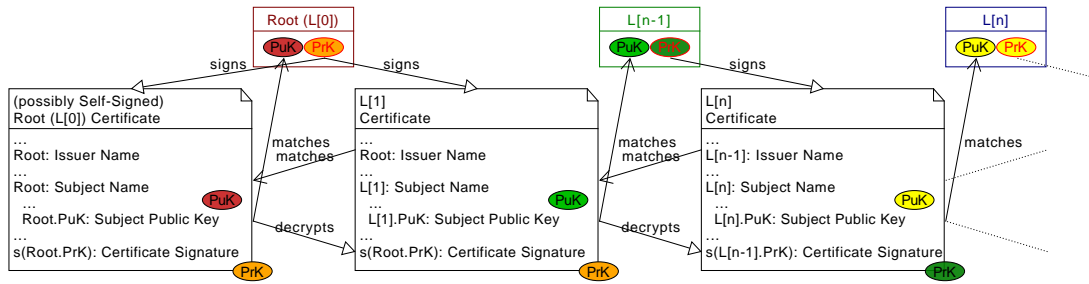 Root (L[0])
PuK PrK
L[n-1]
PuK PrK
L[n]
PuK PrK
signs
signs
signs
(possibly Self-Signed)
Root (L[0]) Certificate
...
Root: Issuer Name
...
Root: Subject Name
PuK
...
Root.PuK: Subject Public Key
...
s(Root.PrK): Certificate Signature
PrK
matches
matches
decrypts
L[1]
Certificate
...
Root: Issuer Name
...
L[1]: Subject Name
PuK
...
L[1].PuK: Subject Public Key
...
s(Root.PrK): Certificate Signature
PrK
matches
matches
decrypts
L[n]
Certificate
...
L[n-1]: Issuer Name
...
L[n]: Subject Name
PuK
...
L[n].PuK: Subject Public Key
...
s(L[n-1].PrK): Certificate Signature
PrK
matches